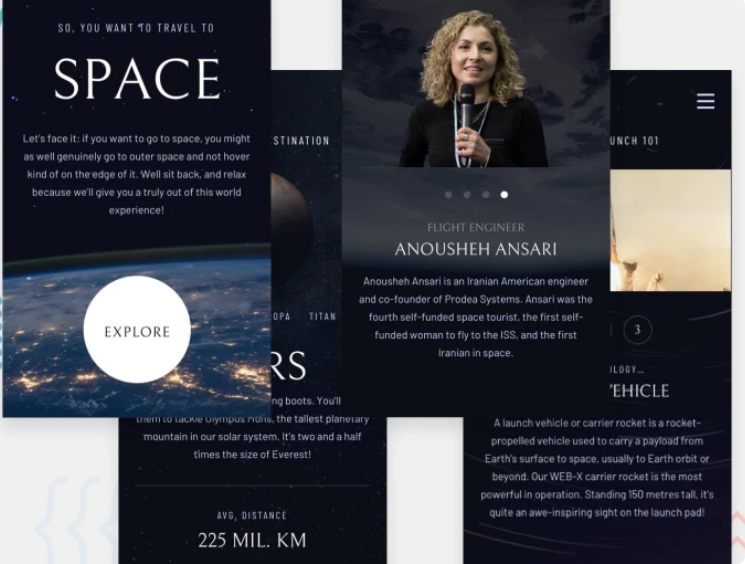 SO, YOU WANT TO TRAVEL TO
SPACE
Let's face it; if you want to go to space, you might
as well genuinely go to outer space and not hover
kind of on the edge of it. Well sit back, and relax
because we'll give you a truly out of this world
experience!
EXPLORE
STINATION
OPA TITAN
RS
ng boots. You'll
them to tackle Olympus Mons, the tallest planetary
mountain in our solar system. It's two and a half
times the size of Everest!
AVG. DISTANCE
225 MIL. KM
FLIGHT ENGINEER
ANOUSHEH ANSARI
Anousheh Ansari is an Iranian American engineer
and co-founder of Prodea Systems. Ansari was the
fourth self-funded space tourist, the first self-
funded woman to fly to the ISS, and the first
Iranian in space.
UNCH 101
3
OLOGY...
VEHICLE
A launch vehicle or carrier rocket is a rocket-
propelled vehicle used to carry a payload from
Earth's surface to space, usually to Earth orbit or
beyond. Our WEB-X carrier rocket is the most
powerful in operation. Standing 150 metres tall, it's
quite an awe-inspiring sight on the launch pad!